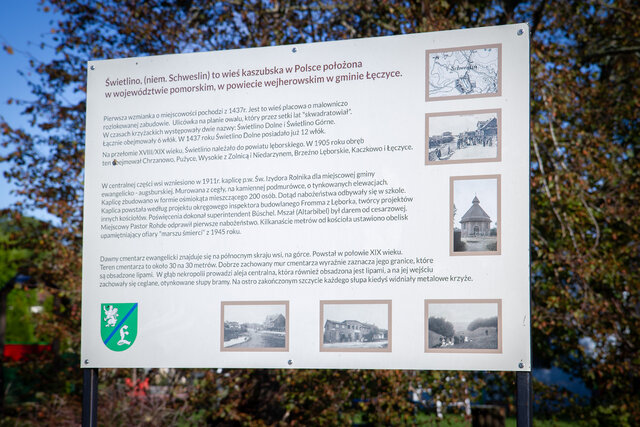 Świetlino, (niem. Schweslin) to wieś kaszubska w Polsce położona
w województwie pomorskim, w powiecie wejherowskim w gminie Łęczyce.
Pierwsza wzmianka o miejscowości pochodzi z 1437r. Jest to wieś placowa o malowniczo
rozlokowanej zabudowie. Ulicówka na planie owalu, który przez setki lat "skwadratowiał".
W czasach krzyżackich występowały dwie nazwy: Świetlino Dolne i Świetlino Górne.
Łącznie obejmowały 6 włók. W 1437 roku Świetlino Dolne posiadało już 12 włók.
Na przełomie XVIII/XIX wieku, Świetlino należało do powiatu lęborskiego. W 1905 roku obręb
ten obejmował Chrzanowo, Pużyce, Wysokie z Zolnicą i Niedarzynem, Brzeźno Lęborskie, Kaczkowo i Łęczyce.
W centralnej części wsi wzniesiono w 1911r. kaplicę p.w. Św. Izydora Rolnika dla miejscowej gminy
ewangelicko - augsburskiej. Murowana z cegły, na kamiennej podmurówce, o tynkowanych elewacjach.
Kaplicę zbudowano w formie ośmiokąta mieszczącego 200 osób. Dotąd nabożeństwa odbywały się w szkole.
Kaplica powstała według projektu okręgowego inspektora budowlanego Fromma z Lęborka, twórcy projektów
innych kościołów. Poświęcenia dokonał superintendent Büschel. Mszał (Altarbibel) był darem od cesarzowej.
Miejscowy Pastor Rohde odprawił pierwsze nabożeństwo. Kilkanaście metrów od kościoła ustawiono obelisk
upamiętniający ofiary "marszu śmierci" z 1945 roku.
Dawny cmentarz ewangelicki znajduje się na północnym skraju wsi, na górce. Powstał w połowie XIX wieku.
Teren cmentarza to około 30 na 30 metrów. Dobrze zachowany mur cmentarza wyraźnie zaznacza jego granice, które
są obsadzone lipami. W głąb nekropolii prowadzi aleja centralna, która również obsadzona jest lipami, a na jej wejściu
zachowały się ceglane, otynkowane słupy bramy. Na ostro zakończonym szczycie każdego słupa kiedyś widniały metalowe krzyże.
Schweslin